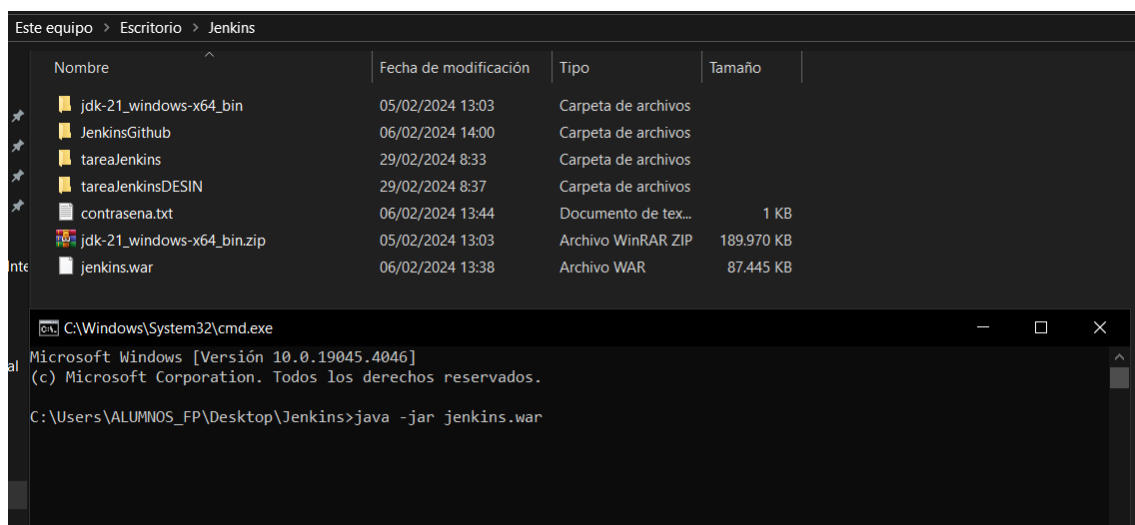 Este equipo > Escritorio > Jenkins
Nombre Fecha de modificación Tipo Tamaño
jdk-21_windows-x64_bin 05/02/2024 13:03 Carpeta de archivos
JenkinsGithub 06/02/2024 14:00 Carpeta de archivos
tareaJenkins 29/02/2024 8:33 Carpeta de archivos
tareaJenkinsDESIN 29/02/2024 8:37 Carpeta de archivos
contrasena.txt 06/02/2024 13:44 Documento de tex... 1 KB
jdk-21_windows-x64_bin.zip 05/02/2024 13:03 Archivo WinRAR ZIP 189.970 KB
Inte jenkins.war 06/02/2024 13:38 Archivo WAR 87.445 KB
C:\Windows\System32\cmd.exe
al Microsoft Windows [Versión 10.0.19045.4046]
(c) Microsoft Corporation. Todos los derechos reservados.
C:\Users\ALUMNOS_FP\Desktop\Jenkins>java -jar jenkins.war